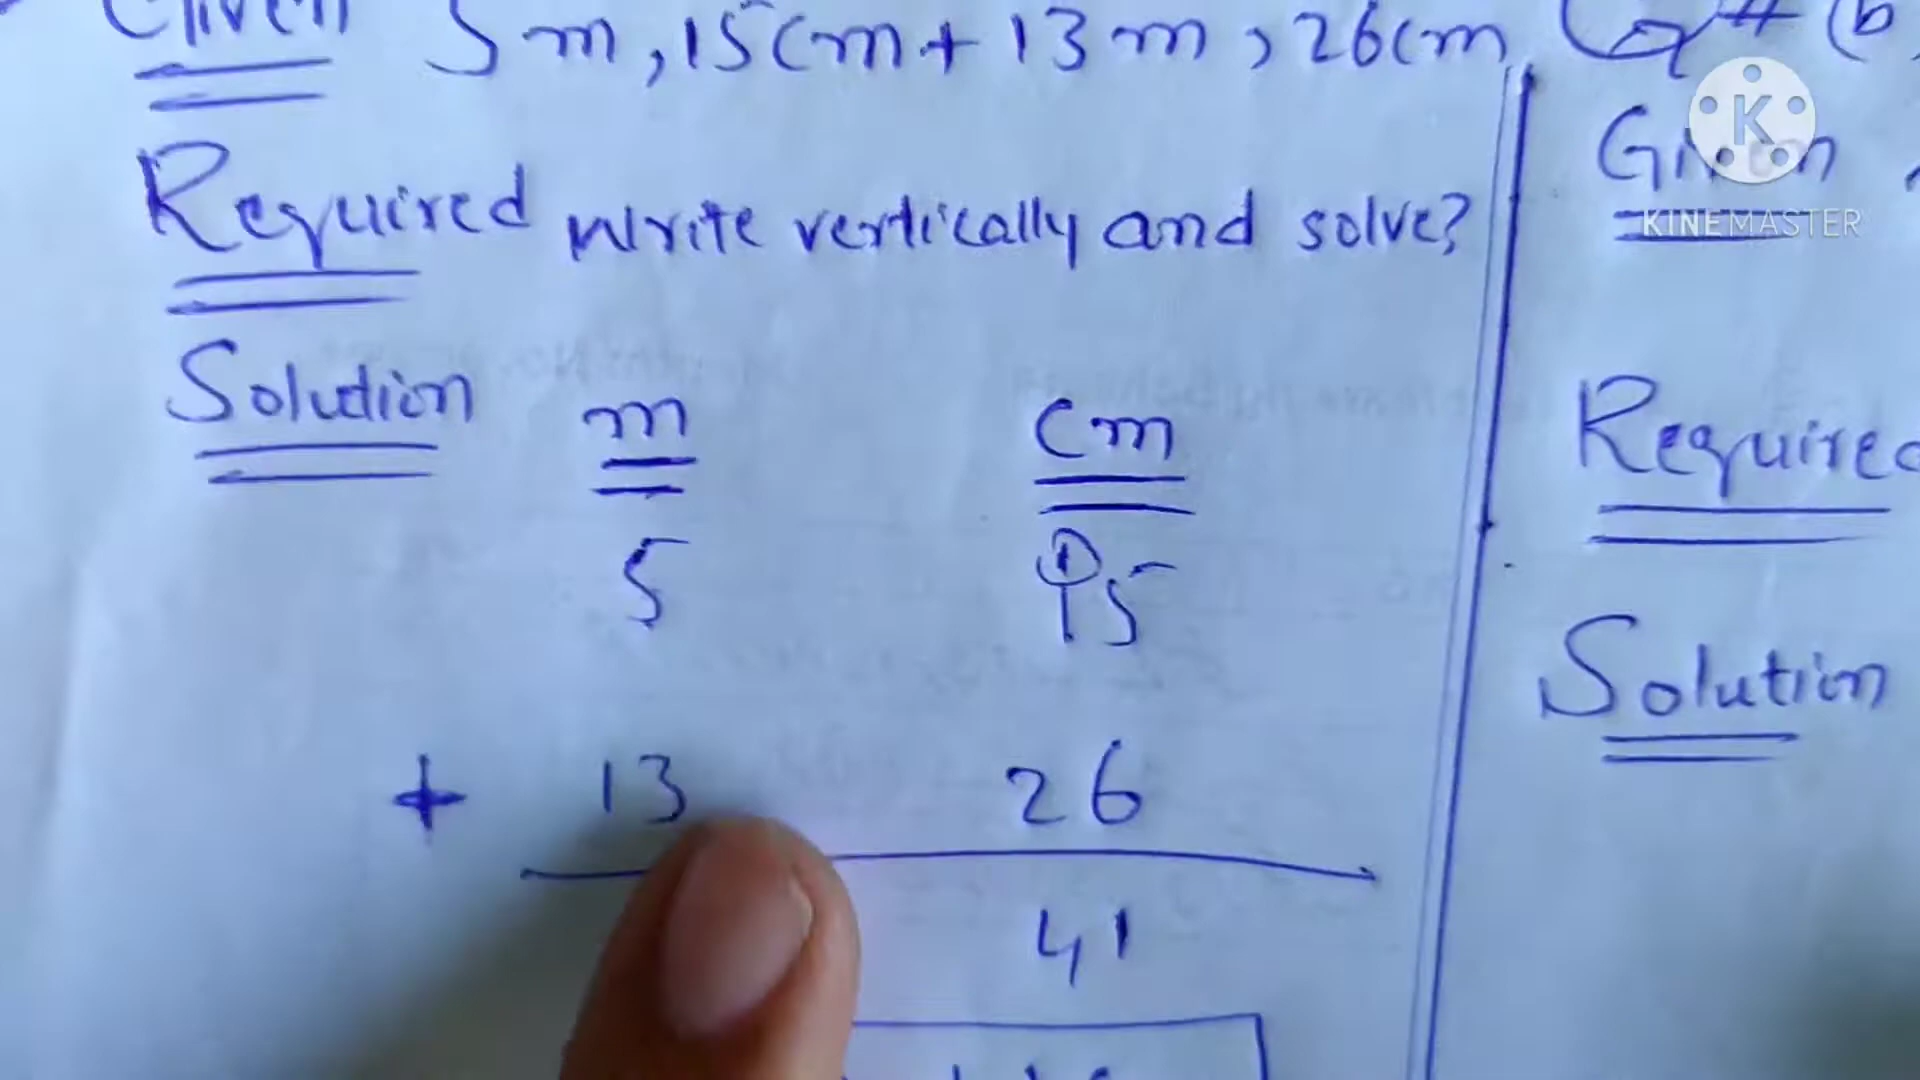 Given 5m, 15cm + 13m, 26cm
Required Write vertically and solve?
Solution
m cm
5 15
1
+ 13 26
41
Q# (b
Given
K
KINEMASTER
Required
Solution